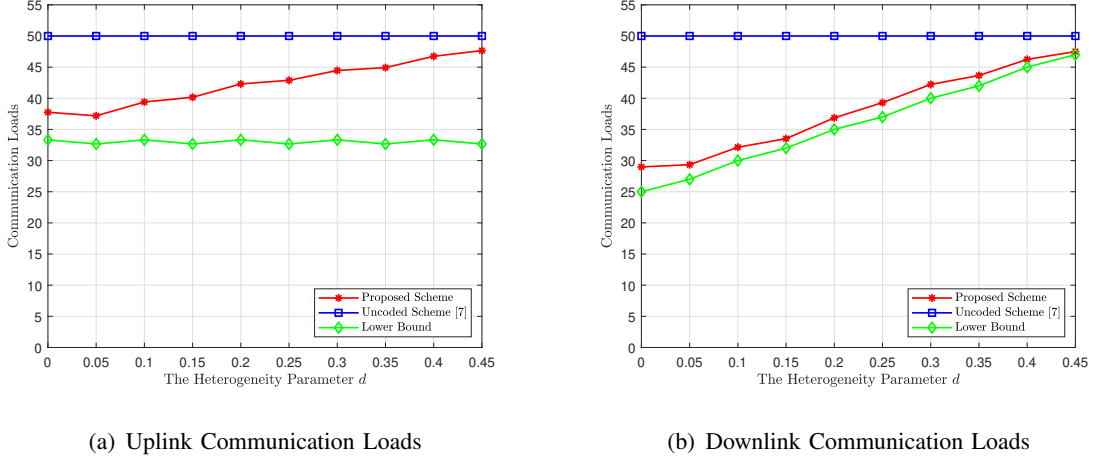 55
50
45
40
35
30
25
20
15
10
5
0
Communication Loads
Proposed Scheme
Uncoded Scheme [7]
Lower Bound
0 0.05 0.1 0.15 0.2 0.25 0.3 0.35 0.4 0.45
The Heterogeneity Parameter d
(a) Uplink Communication Loads
55
50
45
40
35
30
25
20
15
10
5
0
Communication Loads
Proposed Scheme
Uncoded Scheme [7]
Lower Bound
0 0.05 0.1 0.15 0.2 0.25 0.3 0.35 0.4 0.45
The Heterogeneity Parameter d
(b) Downlink Communication Loads